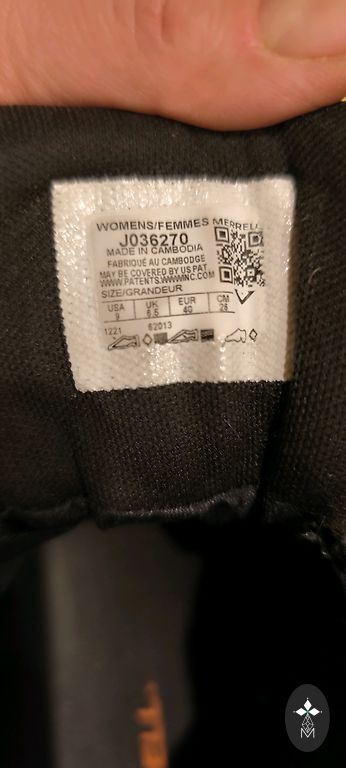 WOMENS/FEMMES MERRELL
J036270
MADE IN CAMBODIA
FABRIQUÉ AU CAMBODGE
MAY BE COVERED BY US PAT
WWW.PATENTS.WWWINC.COM
SIZE/GRANDEUR
USA UK EUR CM
9 6.5 40 26
1221 62013